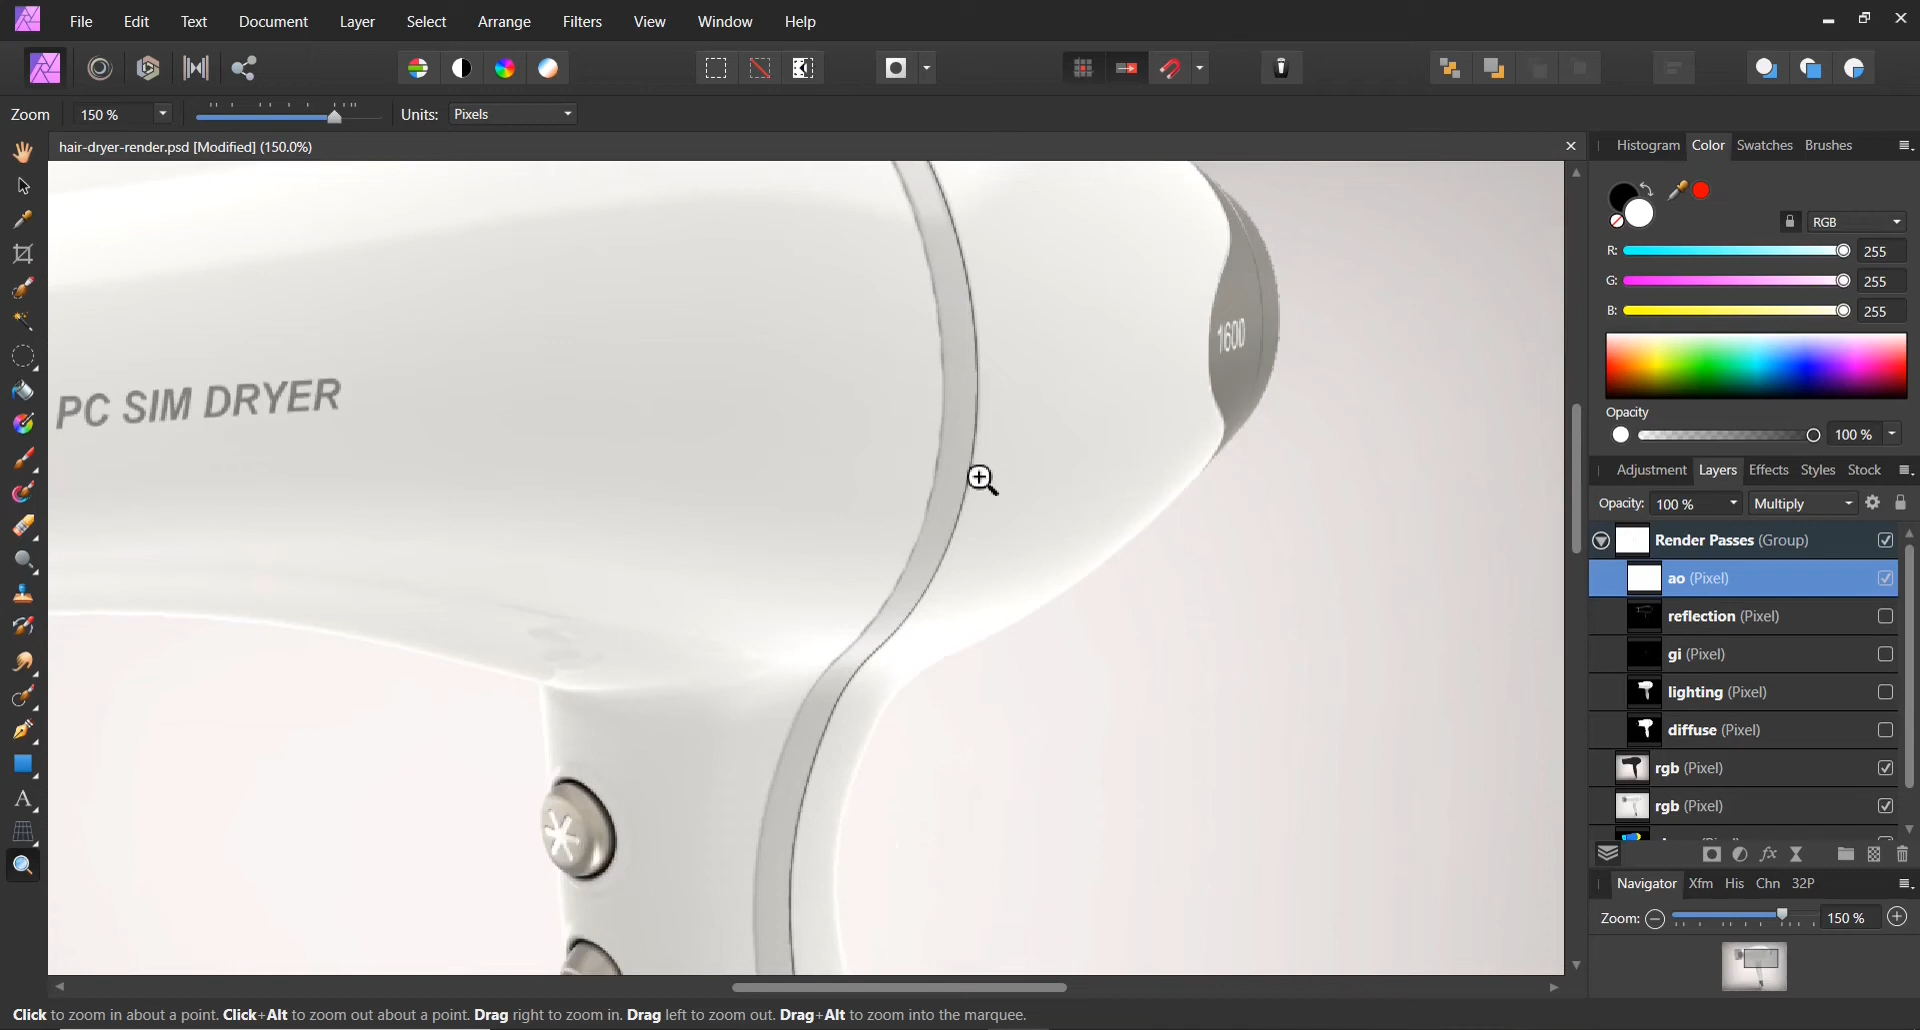 File Edit Text Document Layer Select Arrange Filters View Window Help
Zoom 150 % Units: Pixels
hair-dryer-render.psd [Modified] (150.0%)
Histogram Color Swatches Brushes
RGB
R: 255
G: 255
B: 255
Opacity
100 %
Adjustment Layers Effects Styles Stock
Opacity: 100 % Multiply
Render Passes (Group)
ao (Pixel)
reflection (Pixel)
gi (Pixel)
lighting (Pixel)
diffuse (Pixel)
rgb (Pixel)
rgb (Pixel)
fx
Navigator Xfm His Chn 32P
Zoom: 150 %
PC SIM DRYER
1600
Click to zoom in about a point. Click+Alt to zoom out about a point. Drag right to zoom in. Drag left to zoom out. Drag+Alt to zoom into the marquee.